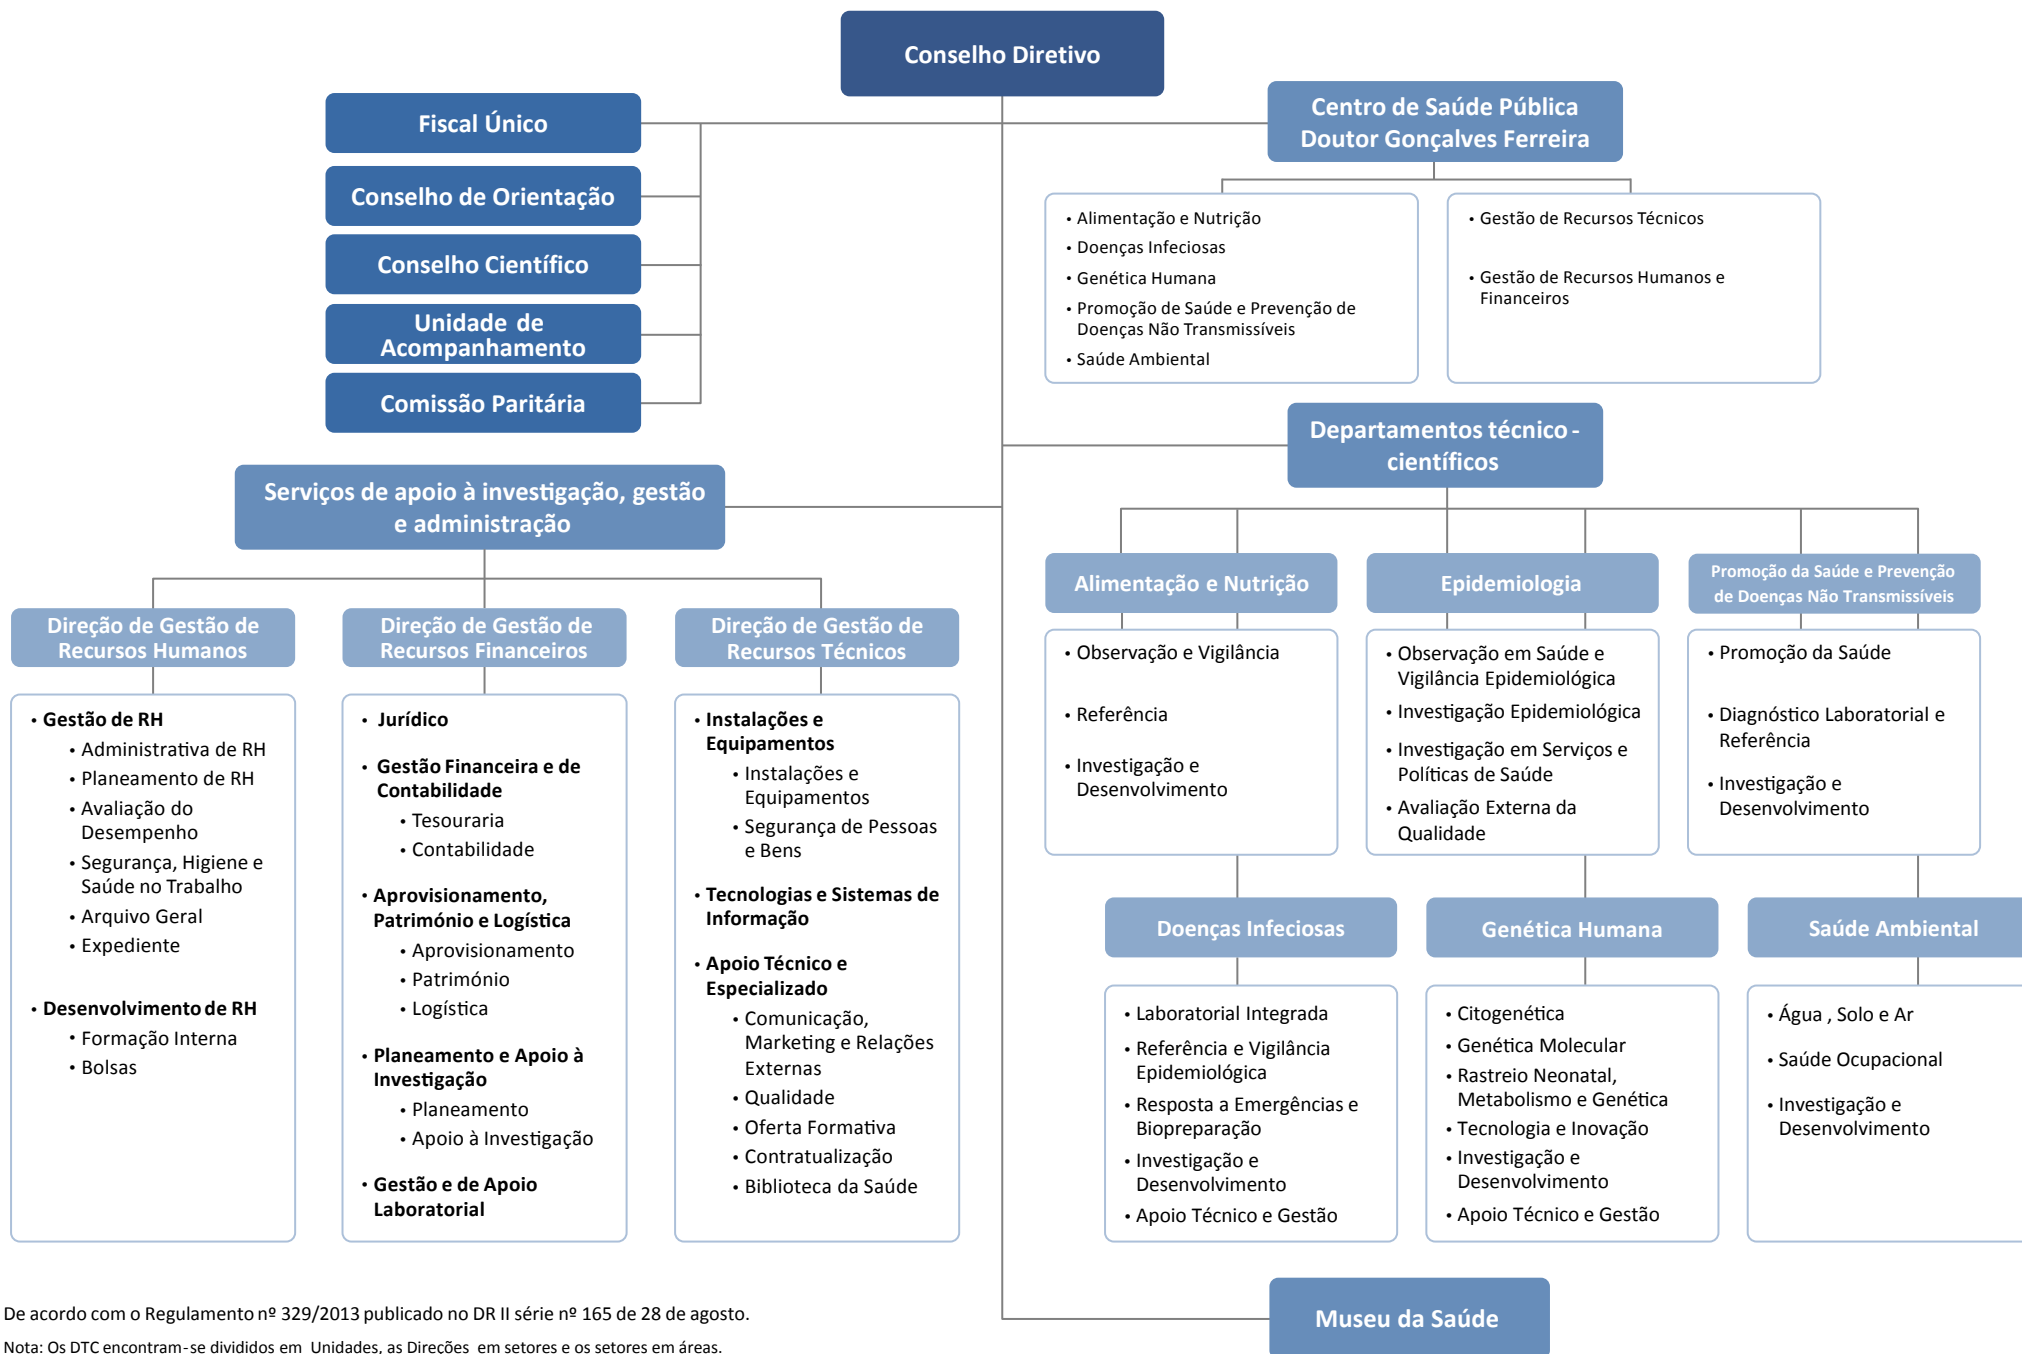 Conselho Diretivo
Fiscal Único
Conselho de Orientação
Conselho Científico
Unidade de
Acompanhamento
Comissão Paritária
Centro de Saúde Pública
Doutor Gonçalves Ferreira
• Alimentação e Nutrição
• Doenças Infeciosas
• Genética Humana
• Promoção de Saúde e Prevenção de
Doenças Não Transmissíveis
• Saúde Ambiental
• Gestão de Recursos Técnicos
• Gestão de Recursos Humanos e
Financeiros
Serviços de apoio à investigação, gestão
e administração
Direção de Gestão de
Recursos Humanos
• Gestão de RH
• Administrativa de RH
• Planeamento de RH
• Avaliação do
Desempenho
• Segurança, Higiene e
Saúde no Trabalho
• Arquivo Geral
• Expediente
• Desenvolvimento de RH
• Formação Interna
• Bolsas
Direção de Gestão de
Recursos Financeiros
• Jurídico
• Gestão Financeira e de
Contabilidade
• Tesouraria
• Contabilidade
• Aprovisionamento,
Património e Logística
• Aprovisionamento
• Património
• Logística
• Planeamento e Apoio à
Investigação
• Planeamento
• Apoio à Investigação
• Gestão e de Apoio
Laboratorial
Direção de Gestão de
Recursos Técnicos
• Instalações e
Equipamentos
• Instalações e
Equipamentos
• Segurança de Pessoas
e Bens
• Tecnologias e Sistemas de
Informação
• Apoio Técnico e
Especializado
• Comunicação,
Marketing e Relações
Externas
• Qualidade
• Oferta Formativa
• Contratualização
• Biblioteca da Saúde
Departamentos técnico -
científicos
Alimentação e Nutrição
• Observação e Vigilância
• Referência
• Investigação e
Desenvolvimento
Epidemiologia
• Observação em Saúde e
Vigilância Epidemiológica
• Investigação Epidemiológica
• Investigação em Serviços e
Políticas de Saúde
• Avaliação Externa da
Qualidade
Promoção da Saúde e Prevenção
de Doenças Não Transmissíveis
• Promoção da Saúde
• Diagnóstico Laboratorial e
Referência
• Investigação e
Desenvolvimento
Doenças Infeciosas
• Laboratorial Integrada
• Referência e Vigilância
Epidemiológica
• Resposta a Emergências e
Biopreparação
• Investigação e
Desenvolvimento
• Apoio Técnico e Gestão
Genética Humana
• Citogenética
• Genética Molecular
• Rastreio Neonatal,
Metabolismo e Genética
• Tecnologia e Inovação
• Investigação e
Desenvolvimento
• Apoio Técnico e Gestão
Saúde Ambiental
• Água , Solo e Ar
• Saúde Ocupacional
• Investigação e
Desenvolvimento
Museu da Saúde
De acordo com o Regulamento nº 329/2013 publicado no DR II série nº 165 de 28 de agosto.
Nota: Os DTC encontram-se divididos em Unidades, as Direções em setores e os setores em áreas.